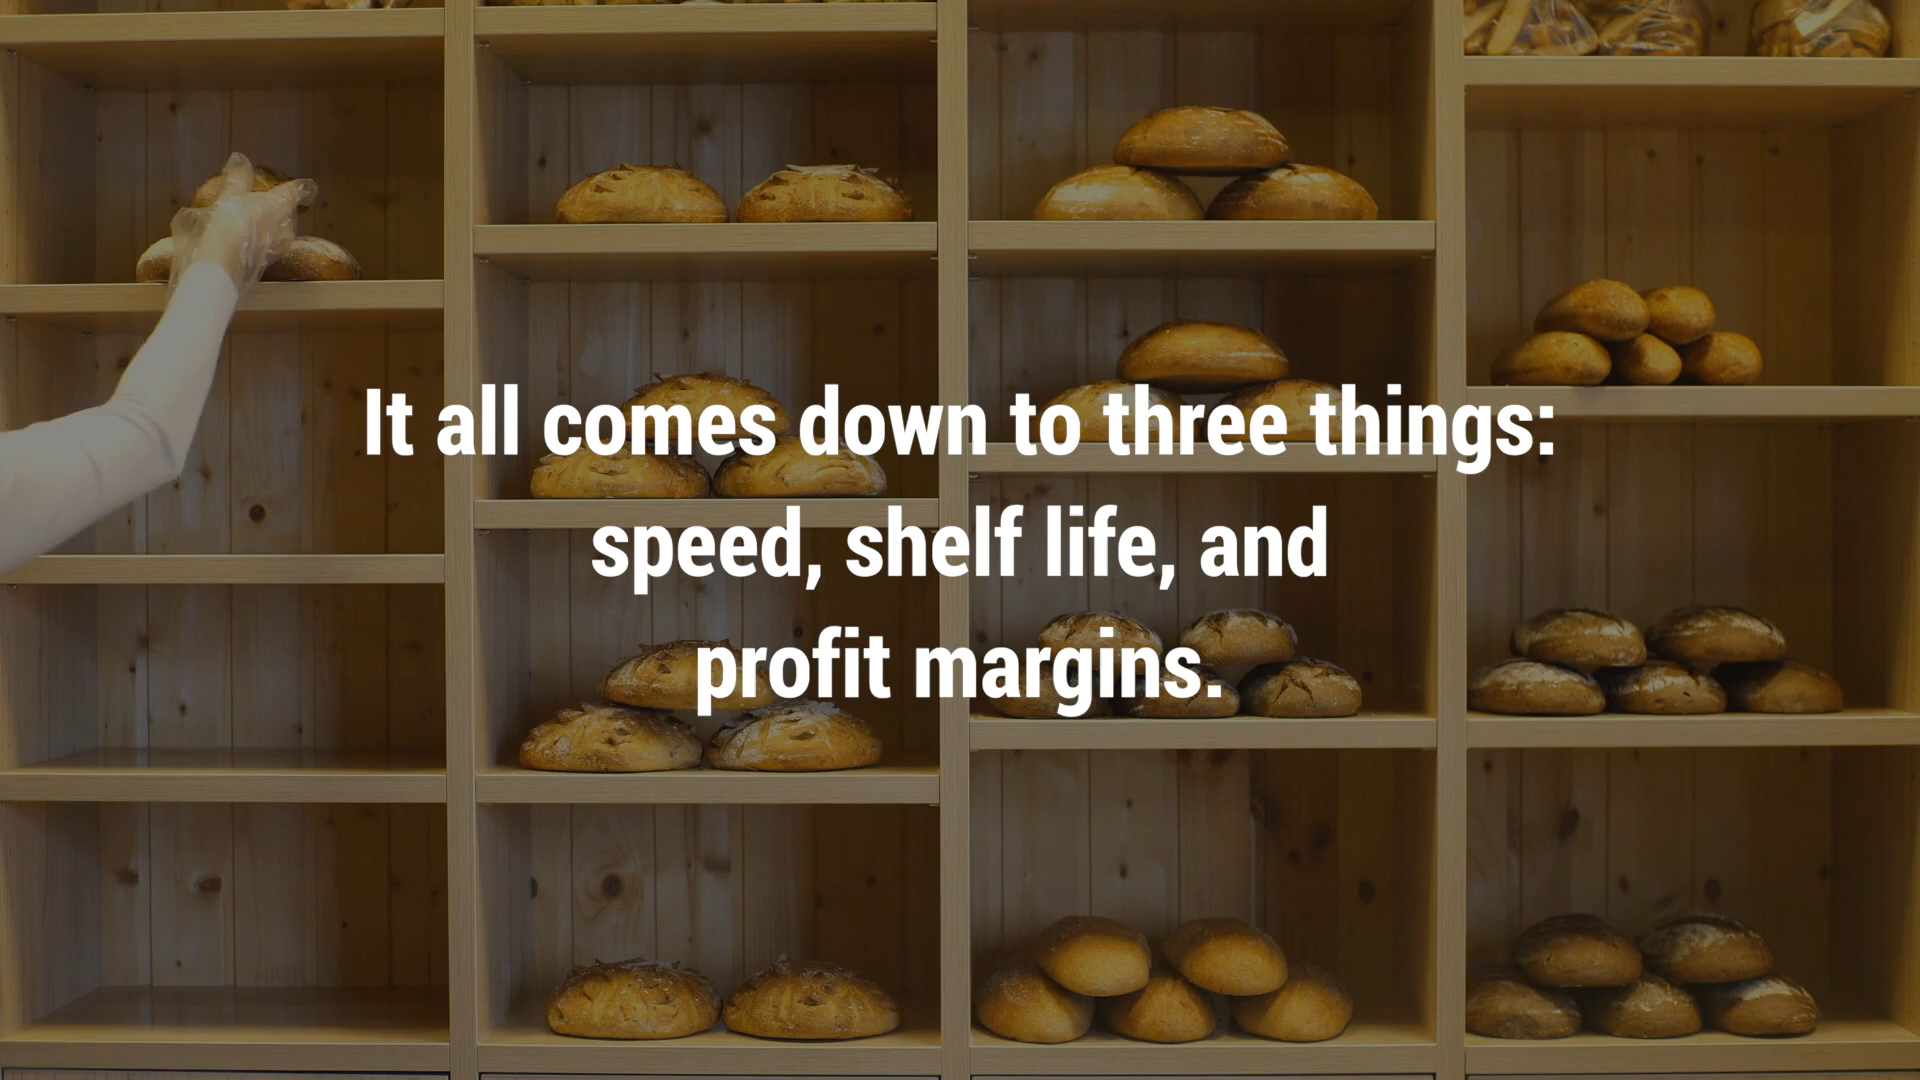 It all comes down to three things:
speed, shelf life, and
profit margins.